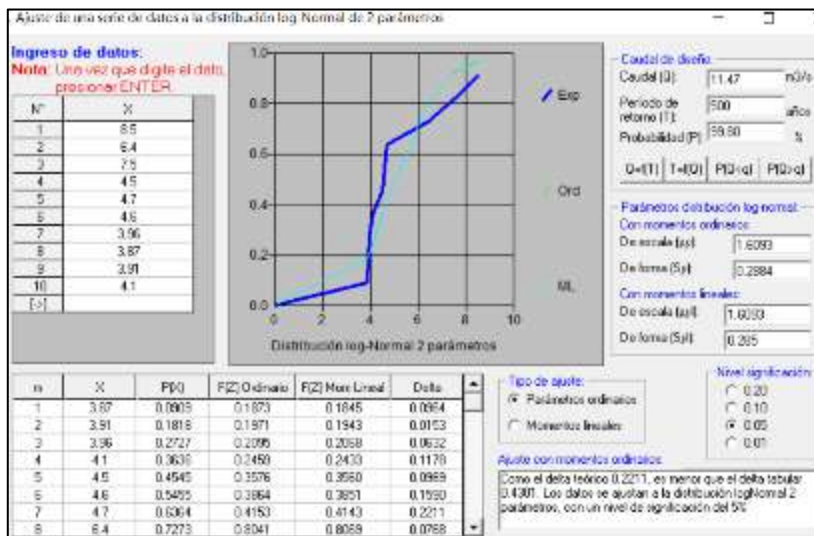 Ajuste de una serie de datos a la distribución log-Normal de 2 parámetros
Ingreso de datos:
Nota: Una vez que digite el dato, presionar ENTER
N° X
1 8.5
2 6.4
3 7.5
4 4.5
5 4.7
6 4.6
7 3.96
8 3.87
9 3.91
10 4.1
[->]
1.0
0.8
0.6
0.4
0.2
0.0
0 2 4 6 8 10
Distribución log-Normal 2 parámetros
Exp
Ord
ML
Caudal de diseño:
Caudal (Q): 11.47 m3/s
Período de retorno (T): 500 años
Probabilidad (P): 99.80 %
Q=f(T) T=f(Q) P(Q<q) P(Q>q)
Parámetros distribución log-normal:
Con momentos ordinarios:
De escala (µy): 1.6093
De forma (Sy): 0.2884
Con momentos lineales:
De escala (µyl): 1.6093
De forma (Syl): 0.285
m X P(X) F(Z) Ordinario F(Z) Mom Lineal Delta
1 3.87 0.0909 0.1873 0.1845 0.0964
2 3.91 0.1818 0.1971 0.1943 0.0153
3 3.96 0.2727 0.2095 0.2068 0.0632
4 4.1 0.3636 0.2459 0.2433 0.1178
5 4.5 0.4545 0.3576 0.3560 0.0969
6 4.6 0.5455 0.3864 0.3851 0.1590
7 4.7 0.6364 0.4153 0.4143 0.2211
8 6.4 0.7273 0.8041 0.8069 0.0768
Tipo de ajuste:
Parámetros ordinarios
Momentos lineales
Nivel significación:
0.20
0.10
0.05
0.01
Ajuste con momentos ordinarios:
Como el delta teórico 0.2211, es menor que el delta tabular
0.4301. Los datos se ajustan a la distribución logNormal 2
parámetros, con un nivel de significación del 5%